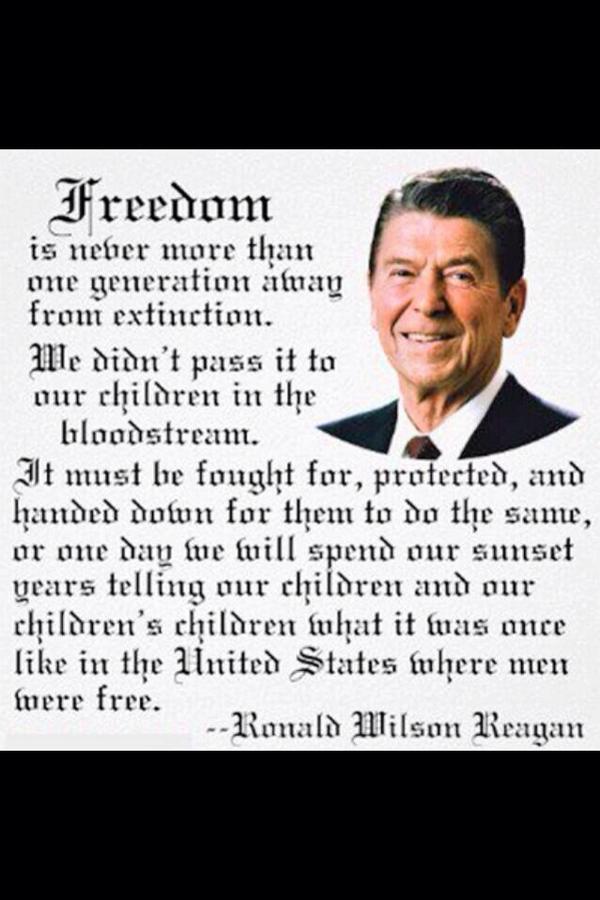 Freedom
is never more than
one generation away
from extinction.
We didn't pass it to
our children in the
bloodstream.
It must be fought for, protected, and
handed down for them to do the same,
or one day we will spend our sunset
years telling our children and our
children's children what it was once
like in the United States where men
were free.
--Ronald Wilson Reagan